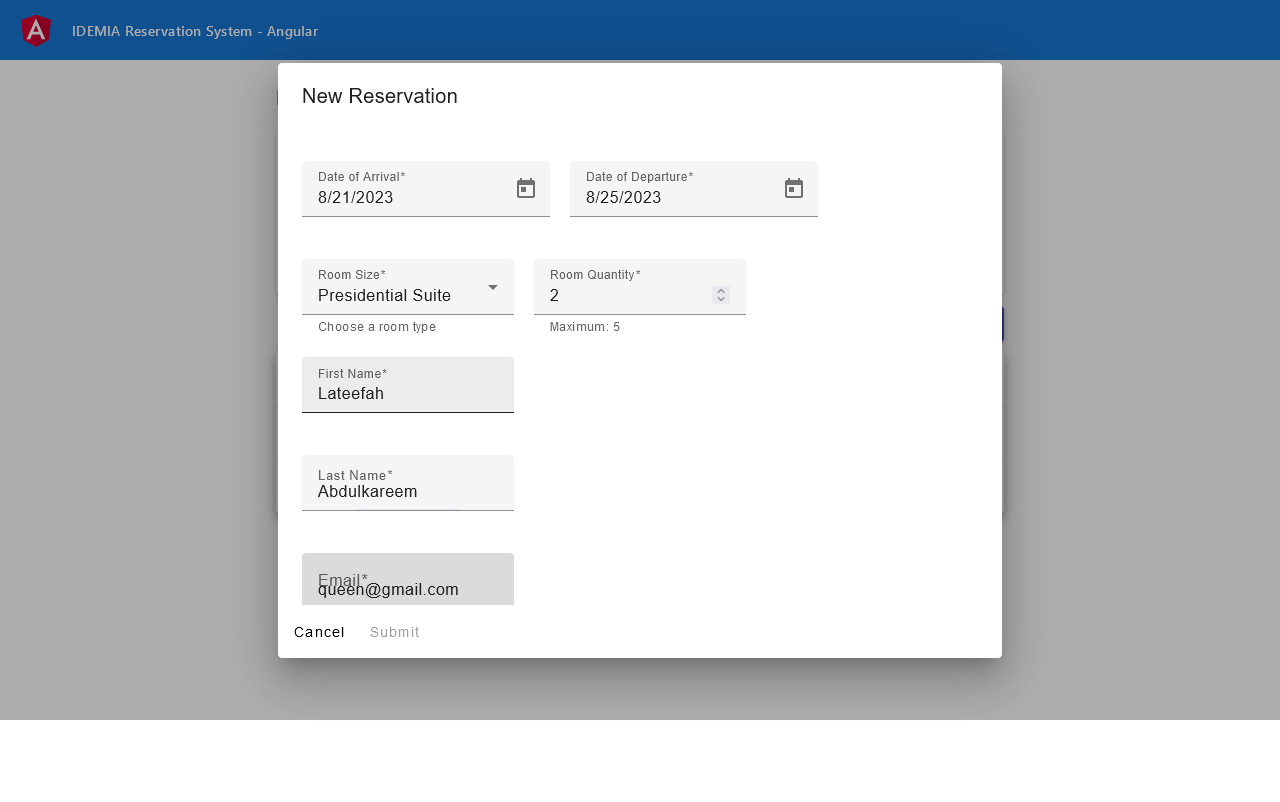 IDEMIA Reservation System - Angular
New Reservation
Date of Arrival* Date of Departure*
8/21/2023 8/25/2023
Room Size* Room Quantity*
Presidential Suite 2
Choose a room type Maximum: 5
First Name*
Lateefah
Last Name*
Abdulkareem
Email*
queen@gmail.com
Cancel Submit